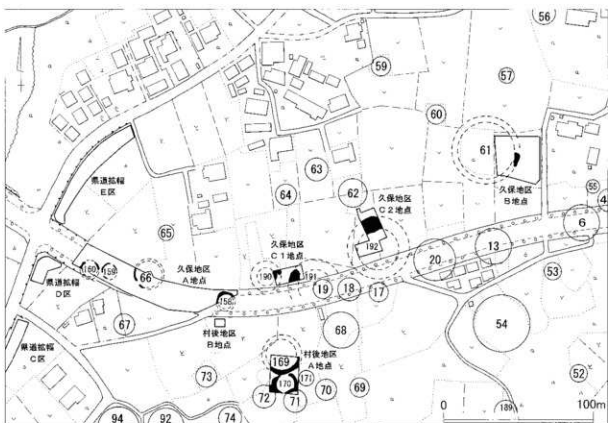 56
59
57
60
県道拡幅
E区
63
61
64
62
久保地区
C2地点
久保地区
B地点
55
4
65
久保地区
C1地点
192
6
久保地区
A地点
20
13
160
159
66
190
191
19
18
17
53
県道拡幅
D区
158
67
村後地区
B地点
68
54
県道拡幅
C区
村後地区
A地点
169
73
170
171
72
71
70
69
52
94
92
74
189
0
100m